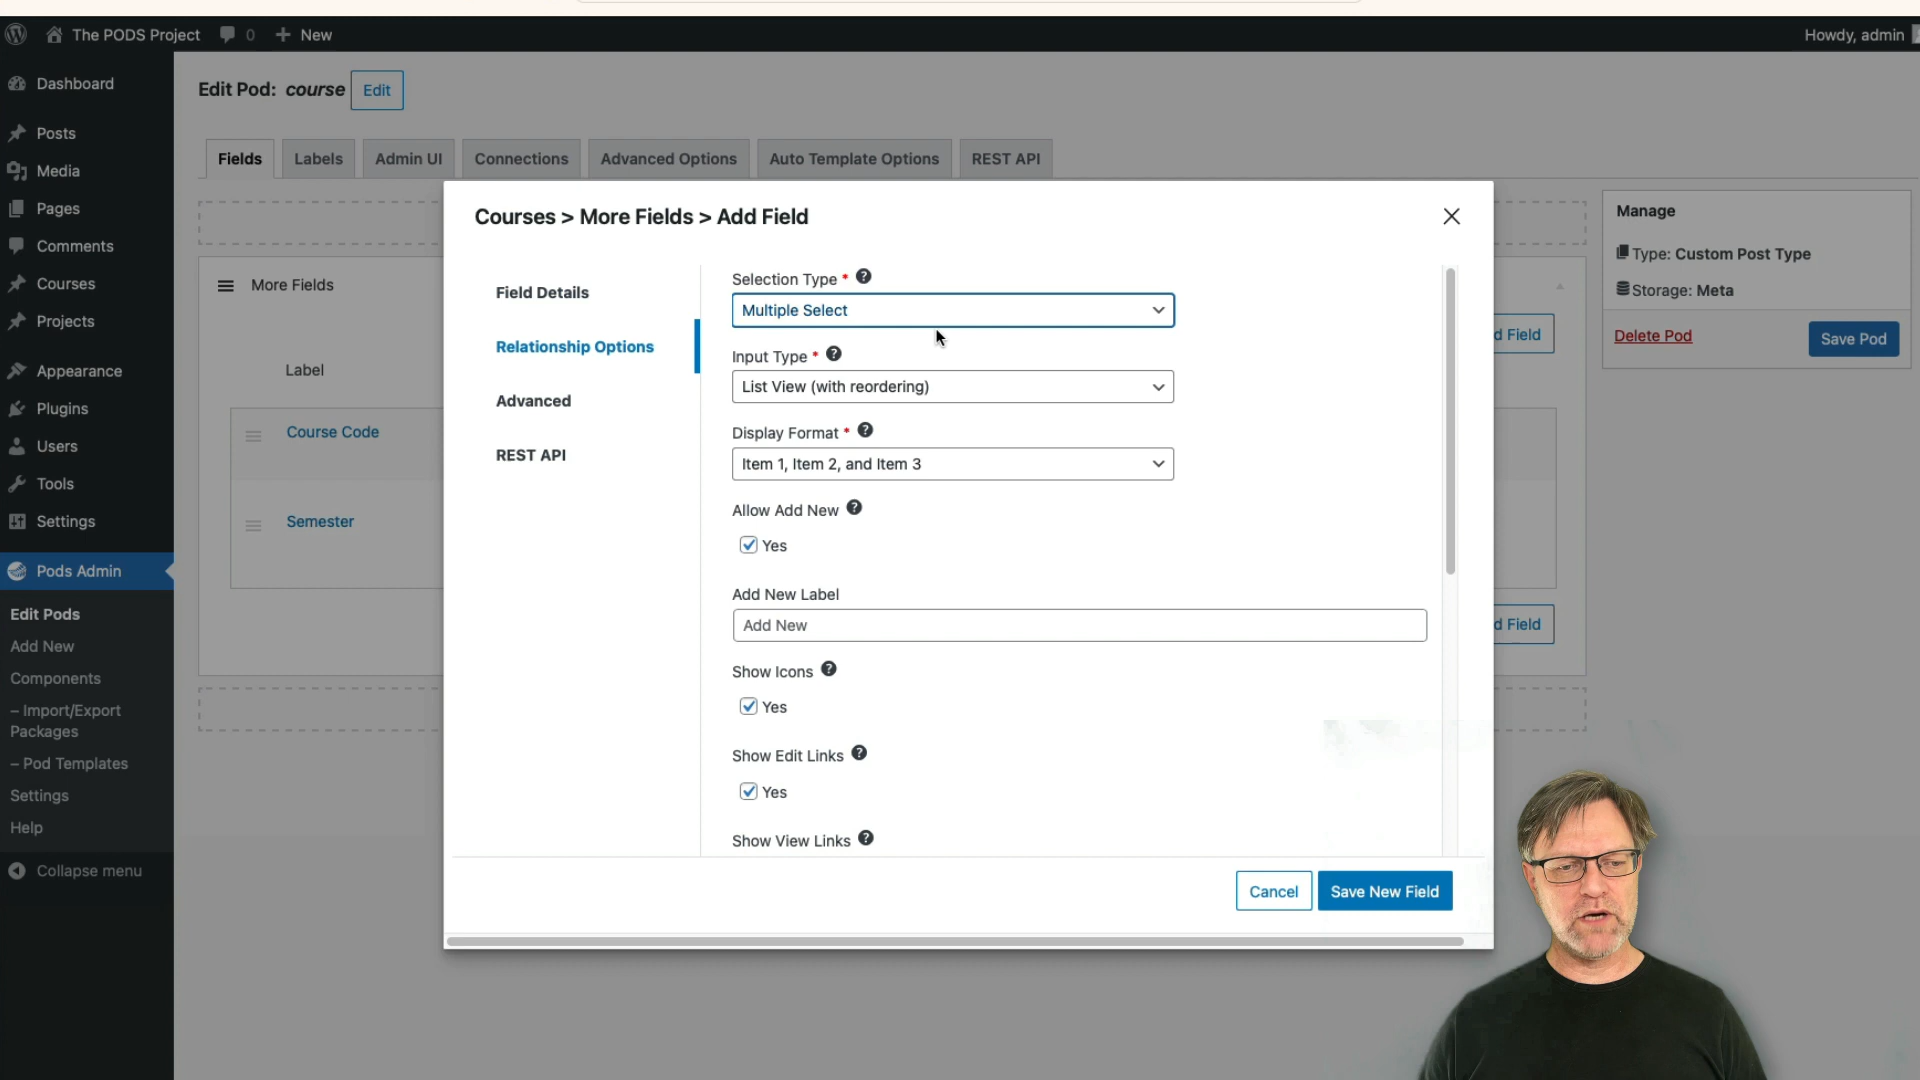 The PODS Project
0
New
Howdy, admin
Dashboard
Posts
Media
Pages
Comments
Courses
Projects
Appearance
Plugins
Users
Tools
Settings
Pods Admin
Edit Pods
Add New
Components
– Import/Export
Packages
– Pod Templates
Settings
Help
Collapse menu
Edit Pod: course
Edit
Fields
Labels
Admin UI
Connections
Advanced Options
Auto Template Options
REST API
More Fields
Label
Course Code
Semester
Courses > More Fields > Add Field
Field Details
Relationship Options
Advanced
REST API
Selection Type *
Multiple Select
Input Type *
List View (with reordering)
Display Format *
Item 1, Item 2, and Item 3
Allow Add New
Yes
Add New Label
Add New
Show Icons
Yes
Show Edit Links
Yes
Show View Links
Cancel
Save New Field
d Field
d Field
Manage
Type: Custom Post Type
Storage: Meta
Delete Pod
Save Pod